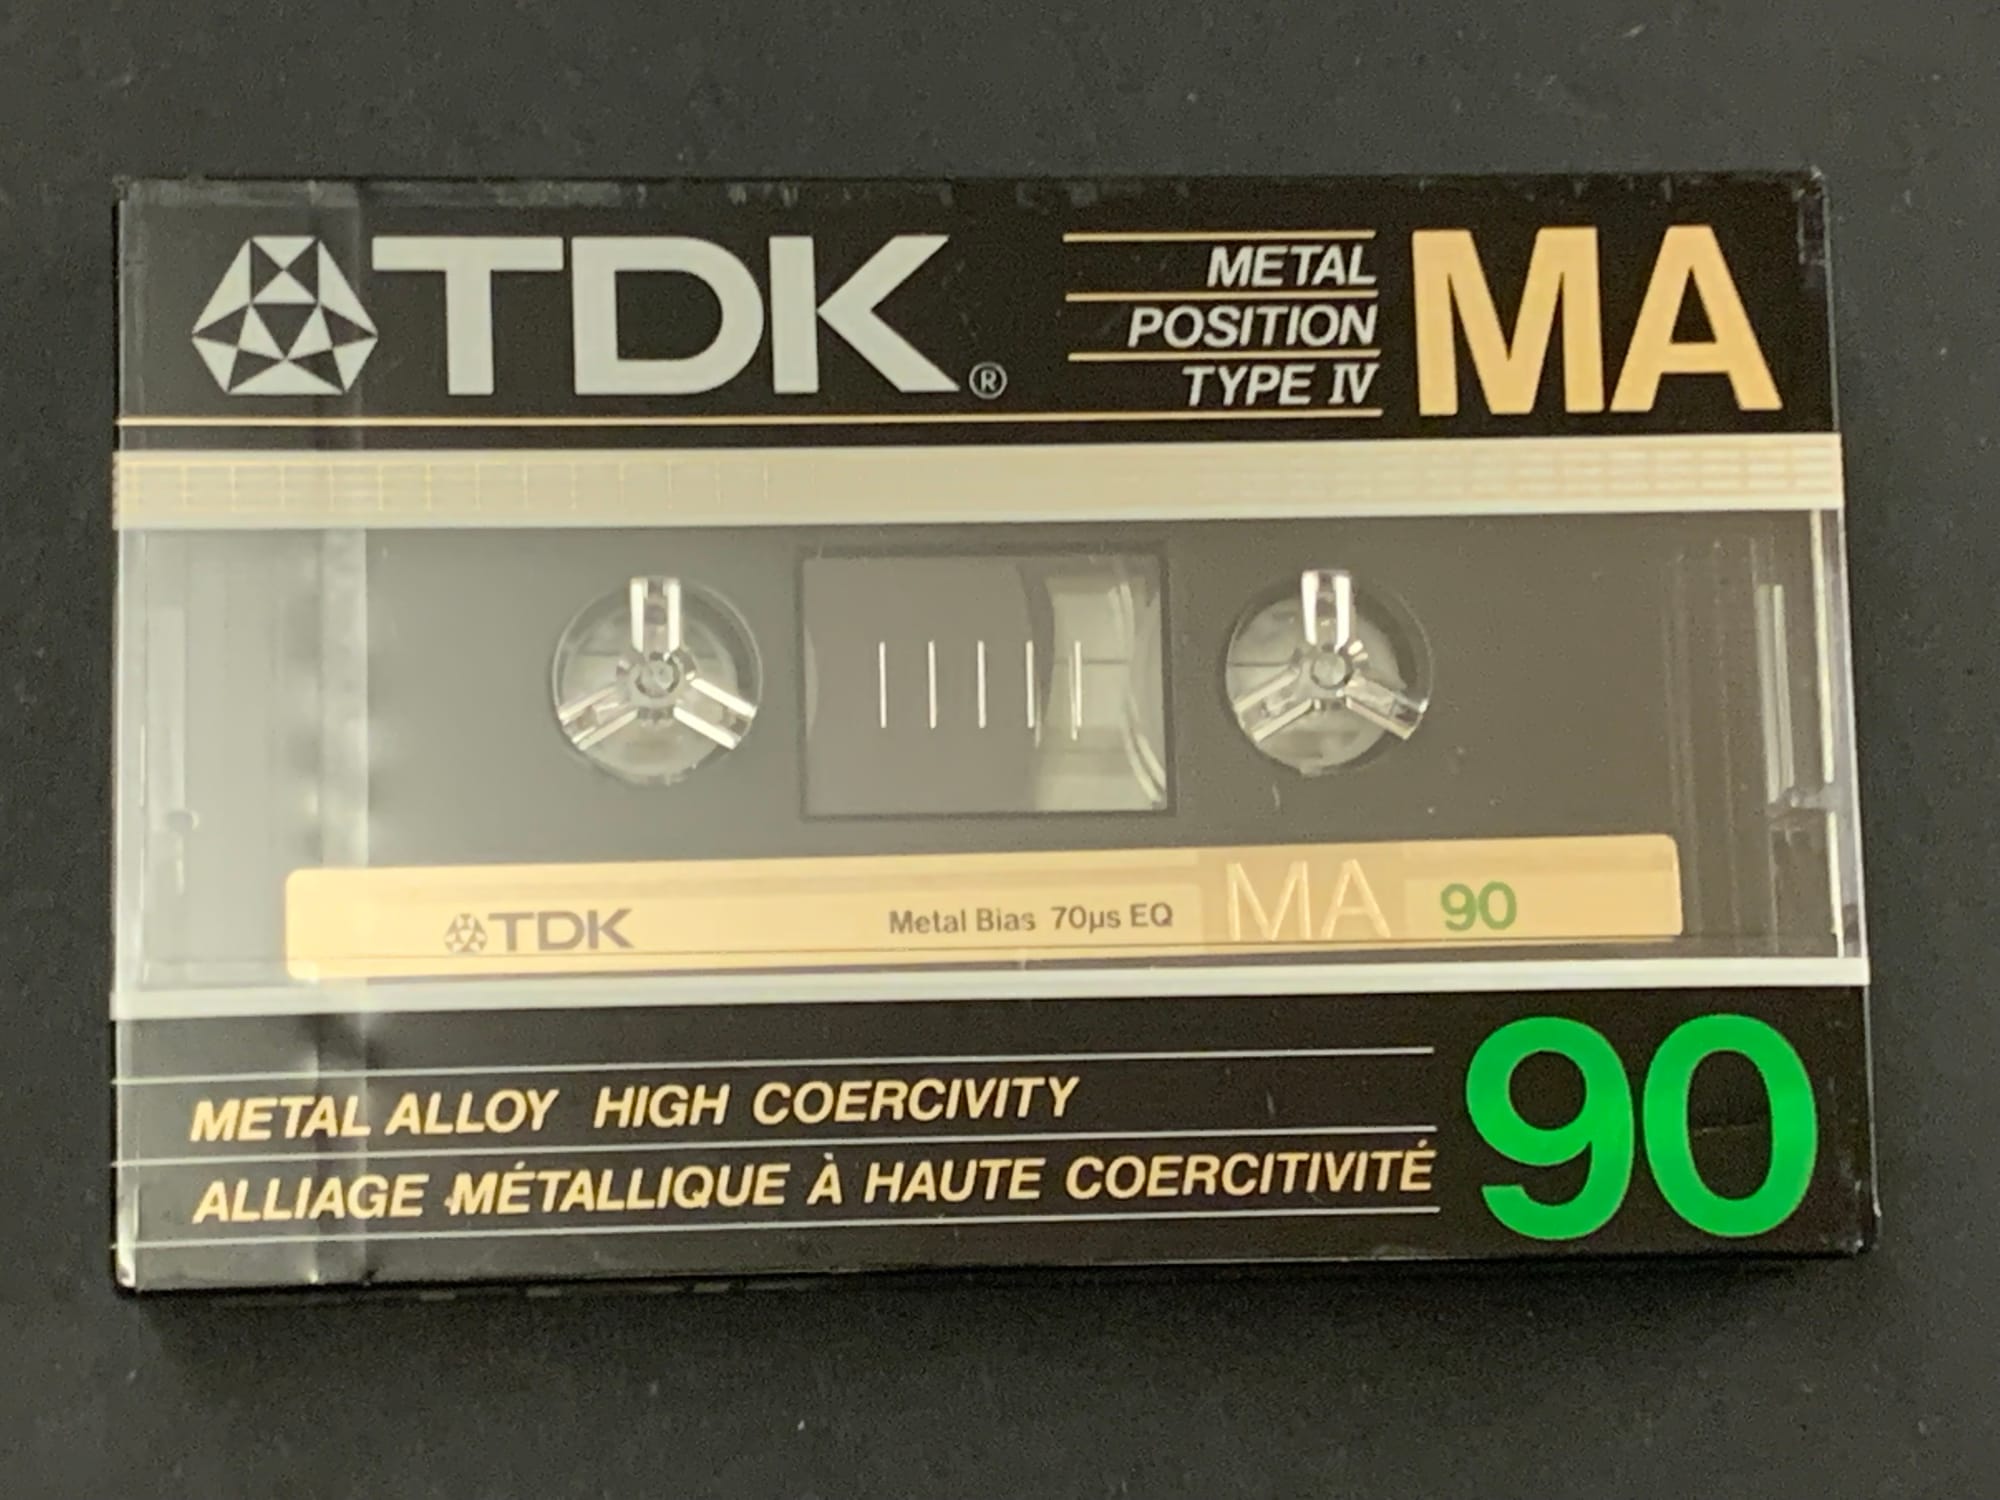 TDK®
METAL
POSITION
TYPE IV
MA
TDK Metal Bias 70µs EQ MA 90
METAL ALLOY HIGH COERCIVITY
ALLIAGE MÉTALLIQUE À HAUTE COERCITIVITÉ
90